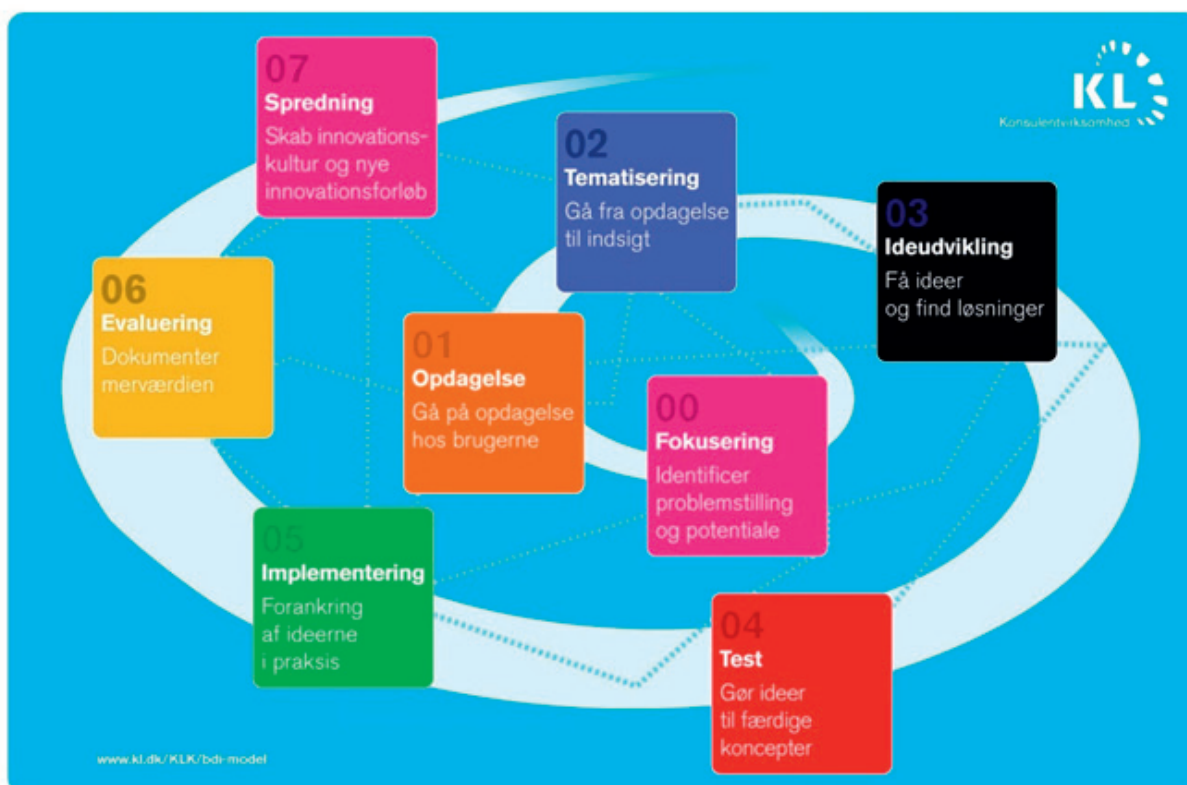 KL
Konsulentvirksomhed
07
Spredning
Skab innovations-
kultur og nye
innovationsforløb
02
Tematisering
Gå fra opdagelse
til indsigt
03
Ideudvikling
Få ideer
og find løsninger
06
Evaluering
Dokumenter
merværdien
01
Opdagelse
Gå på opdagelse
hos brugerne
00
Fokusering
Identificer
problemstilling
og potentiale
05
Implementering
Forankring
af ideerne
i praksis
04
Test
Gør ideer
til færdige
koncepter
www.kl.dk/KLK/bdi-model